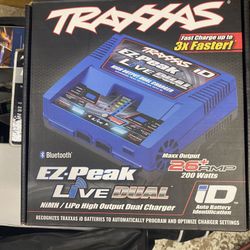 TRAXXAS
Fast Charge up to
3x Faster!
EZ-Peak
LIVE DUAL
iD
Bluetooth
Maxx Output
26+ AMP
200 Watts
EZ-Peak
LIVE DUAL
NiMH / LiPo High Output Dual Charger
iD
Auto Battery
Identification
RECOGNIZES TRAXXAS iD BATTERIES TO AUTOMATICALLY PROGRAM AND OPTIMIZE CHARGER SETTINGS